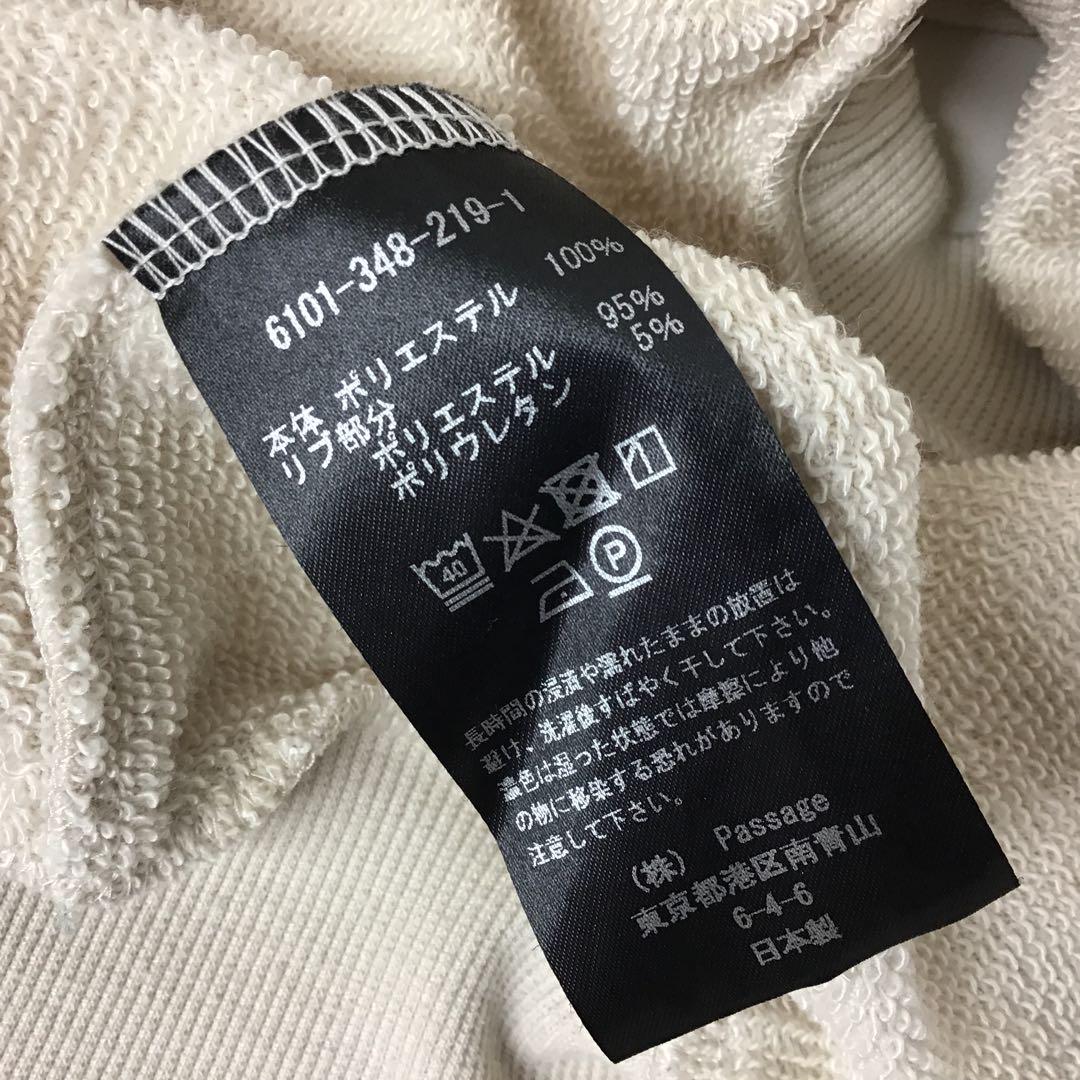 6101-348-219-1
本体 ポリエステル 100%
リブ部分
ポリエステル 95%
ポリウレタン 5%
40
P
長時間の浸漬や濡れたままの放置は
避け、洗濯後すばやく干して下さい。
濃色は湿った状態では摩擦により他
の物に移染する恐れがありますので
注意して下さい。
(株) Passage
東京都港区南青山
6-4-6
日本製